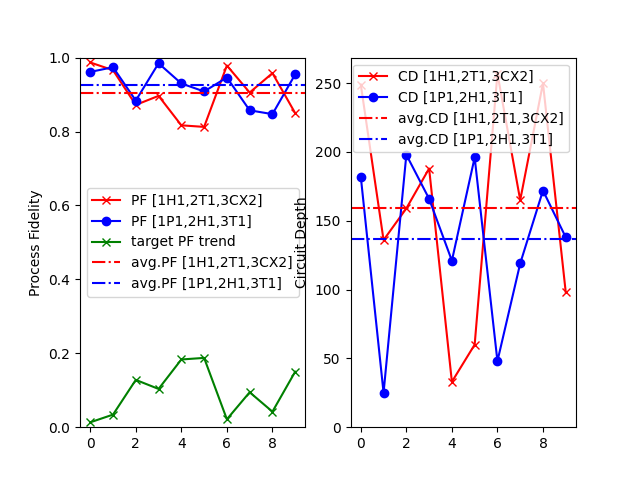 1.0
0.8
0.6
0.4
0.2
0.0
Process Fidelity
PF [1H1,2T1,3CX2]
PF [1P1,2H1,3T1]
target PF trend
avg.PF [1H1,2T1,3CX2]
avg.PF [1P1,2H1,3T1]
0 2 4 6 8
250
200
150
100
50
0
Circuit Depth
CD [1H1,2T1,3CX2]
CD [1P1,2H1,3T1]
avg.CD [1H1,2T1,3CX2]
avg.CD [1P1,2H1,3T1]
0 2 4 6 8